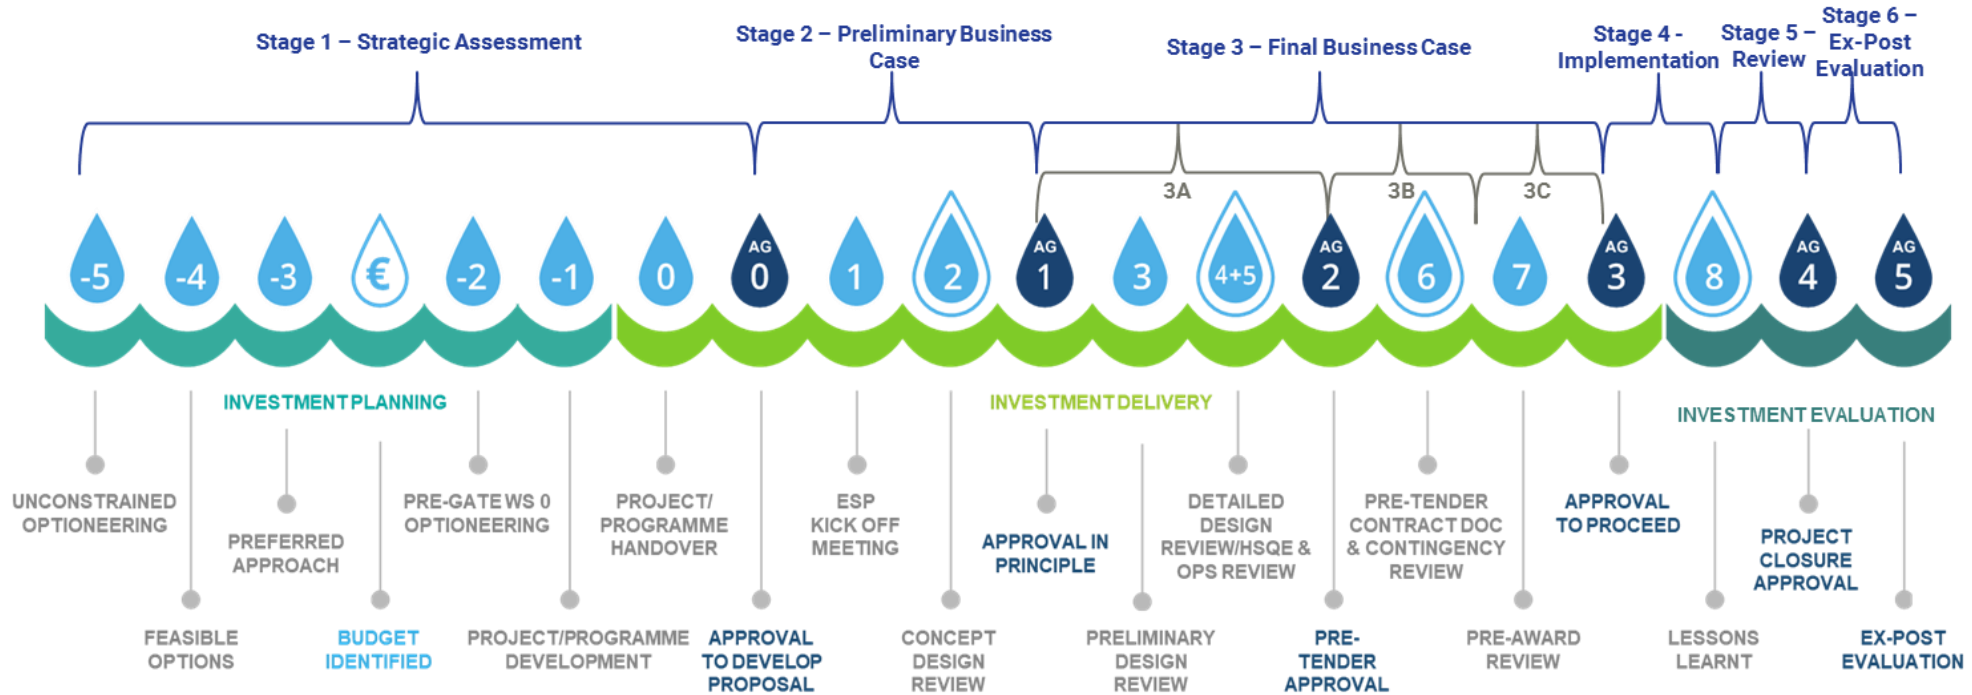 Stage 1 – Strategic Assessment
Stage 2 – Preliminary Business
Case
Stage 3 – Final Business Case
Stage 4 -
Implementation
Stage 5 –
Review
Stage 6 –
Ex-Post
Evaluation
3A
3B
3C
-5
-4
-3
€
-2
-1
0
AG
0
1
2
AG
1
3
4+5
AG
2
6
7
AG
3
8
AG
4
AG
5
INVESTMENT PLANNING
INVESTMENT DELIVERY
INVESTMENT EVALUATION
UNCONSTRAINED
OPTIONEERING
FEASIBLE
OPTIONS
PREFERRED
APPROACH
BUDGET
IDENTIFIED
PRE-GATE WS 0
OPTIONEERING
PROJECT/PROGRAMME
DEVELOPMENT
PROJECT/
PROGRAMME
HANDOVER
APPROVAL
TO DEVELOP
PROPOSAL
ESP
KICK OFF
MEETING
CONCEPT
DESIGN
REVIEW
APPROVAL IN
PRINCIPLE
PRELIMINARY
DESIGN
REVIEW
DETAILED
DESIGN
REVIEW/HSQE &
OPS REVIEW
PRE-
TENDER
APPROVAL
PRE-TENDER
CONTRACT DOC
& CONTINGENCY
REVIEW
PRE-AWARD
REVIEW
APPROVAL
TO PROCEED
LESSONS
LEARNT
PROJECT
CLOSURE
APPROVAL
EX-POST
EVALUATION